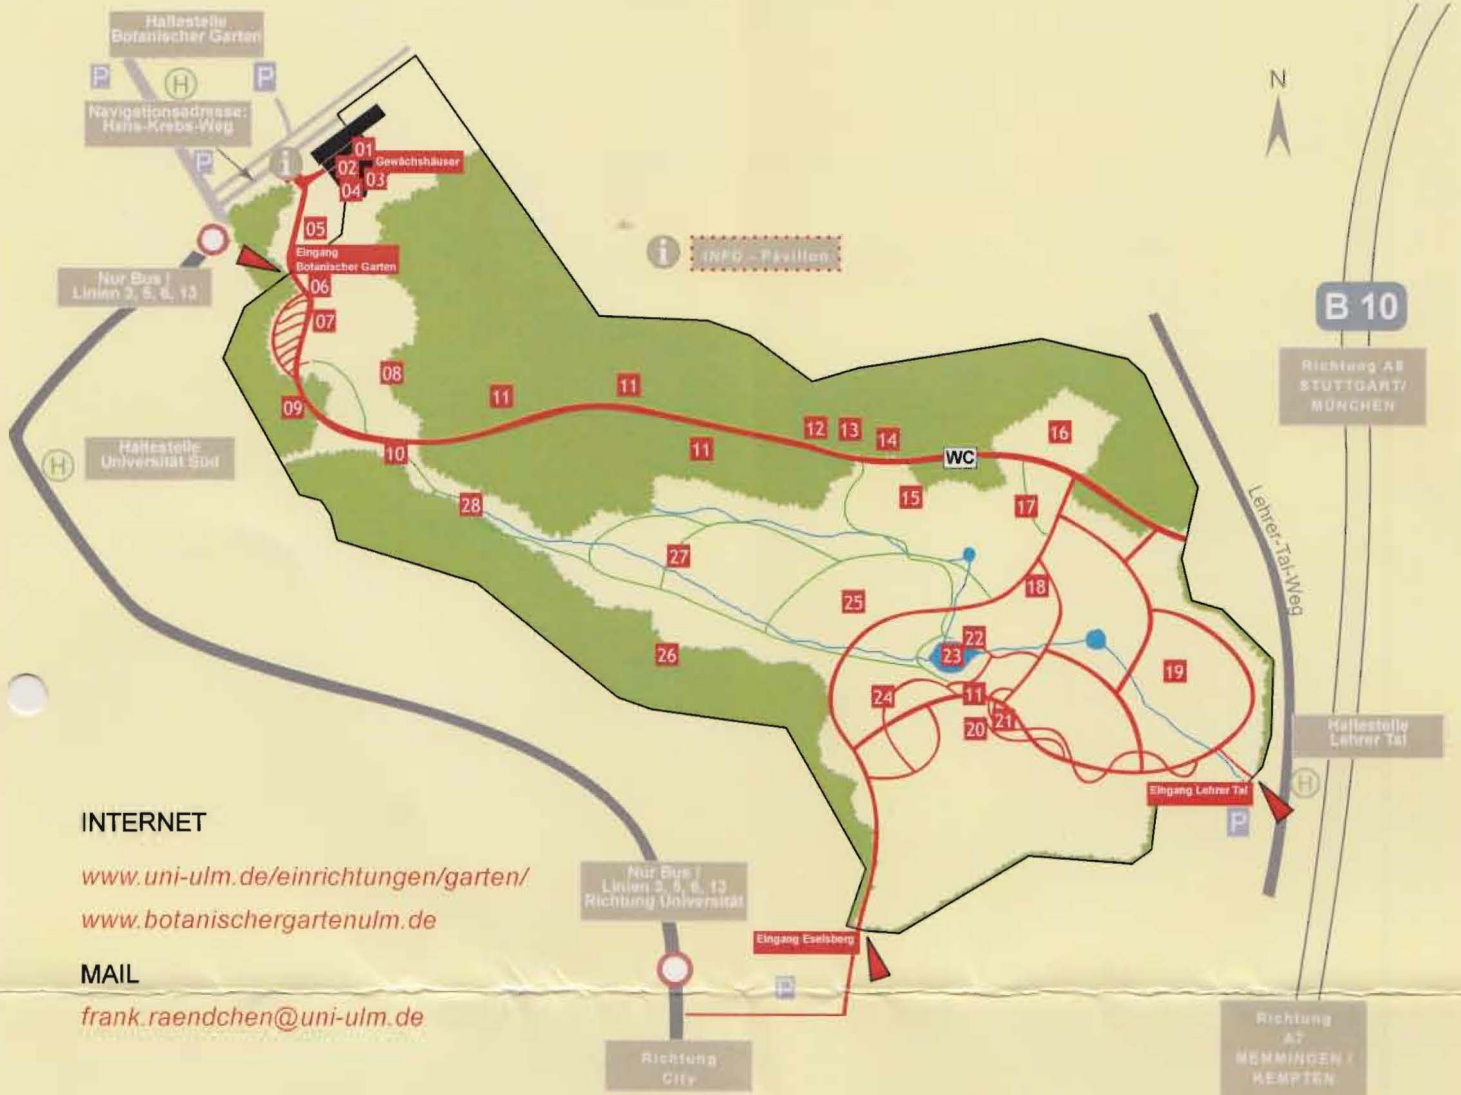 Haltestelle
Botanischer Garten
P
H
P
Navigstionsadresse:
Hans-Krebs-Weg
P
i
N
01
02
Gewächshäuser
03
04
05
Eingang
Botanischer Garten
i
INFO - Pavillon
Nur Bus !
Linien 3, 5, 6, 13
06
07
B 10
Richtung A8
STUTTGART/
MÜNCHEN
08
09
11
11
12
13
14
16
10
11
WC
H
Haltestelle
Universität Süd
15
17
28
Lehrer-Tal-Weg
27
18
25
22
23
26
19
24
11
21
20
Haltestelle
Lehrer Tal
H
Eingang Lehrer Tal
P
INTERNET
www.uni-ulm.de/einrichtungen/garten/
www.botanischergartenulm.de
Nur Bus !
Linien 3, 5, 6, 13
Richtung Universität
Eingang Eselsberg
P
MAIL
frank.raendchen@uni-ulm.de
Richtung
City
Richtung
A7
MEMMINGEN /
KEMPTEN